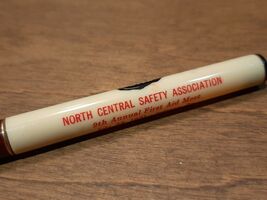 NORTH CENTRAL SAFETY ASSOCIATION
9th Annual First Aid Meet